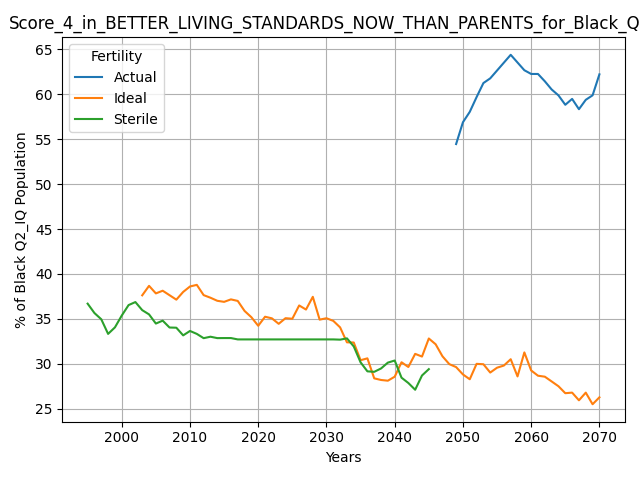 Score_4_in_BETTER_LIVING_STANDARDS_NOW_THAN_PARENTS_for_Black_Q
Fertility
Actual
Ideal
Sterile
% of Black Q2_IQ Population
65
60
55
50
45
40
35
30
25
2000 2010 2020 2030 2040 2050 2060 2070
Years